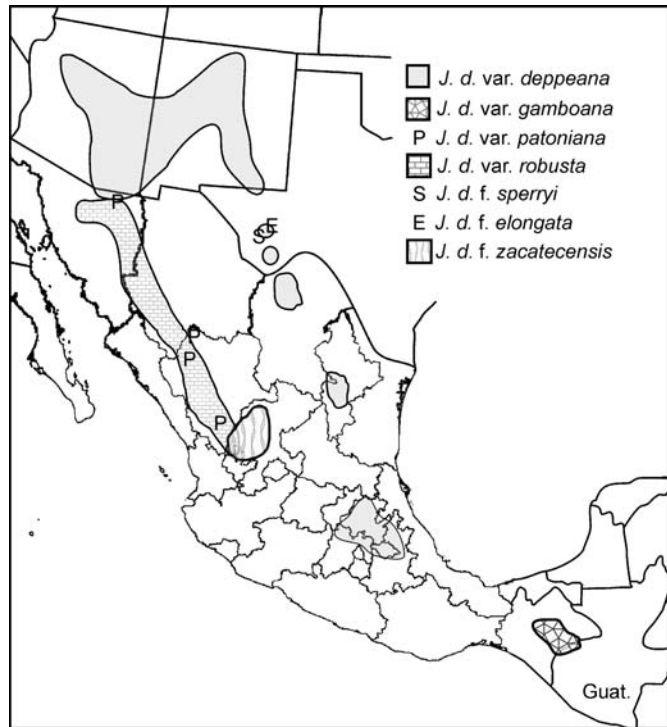 J. d. var. deppeana
J. d. var. gamboana
P J. d. var. patoniana
J. d. var. robusta
S J. d. f. sperryi
E J. d. f. elongata
J. d. f. zacatecensis
P
E
S
P
P
P
Guat.